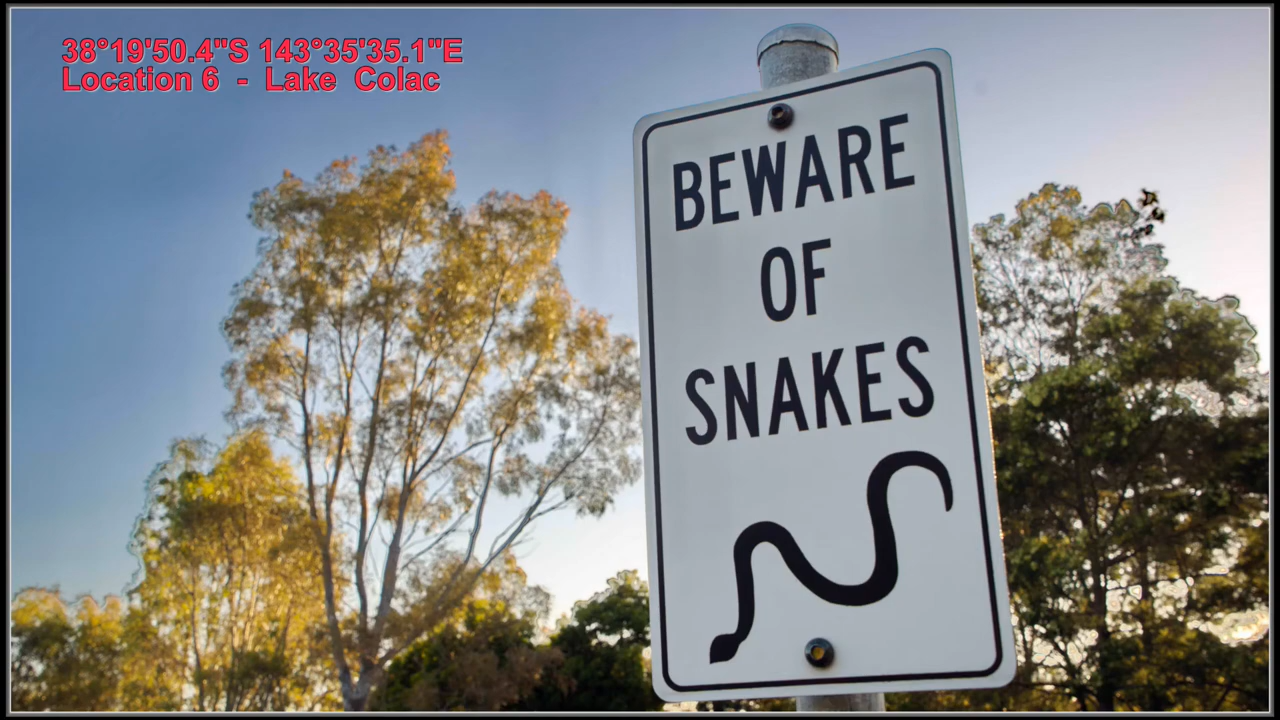 38°19'50.4"S 143°35'35.1"E
Location 6 - Lake Colac
BEWARE
OF
SNAKES